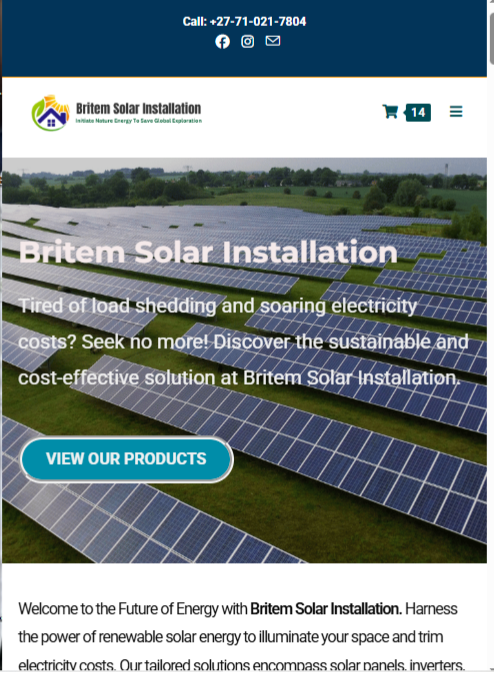 Call: +27-71-021-7804
Britem Solar Installation
Initiate Nature Energy To Save Global Exploration
14
Britem Solar Installation
Tired of load shedding and soaring electricity
costs? Seek no more! Discover the sustainable and
cost-effective solution at Britem Solar Installation.
VIEW OUR PRODUCTS
Welcome to the Future of Energy with Britem Solar Installation. Harness
the power of renewable solar energy to illuminate your space and trim
electricity costs. Our tailored solutions encompass solar panels, inverters,